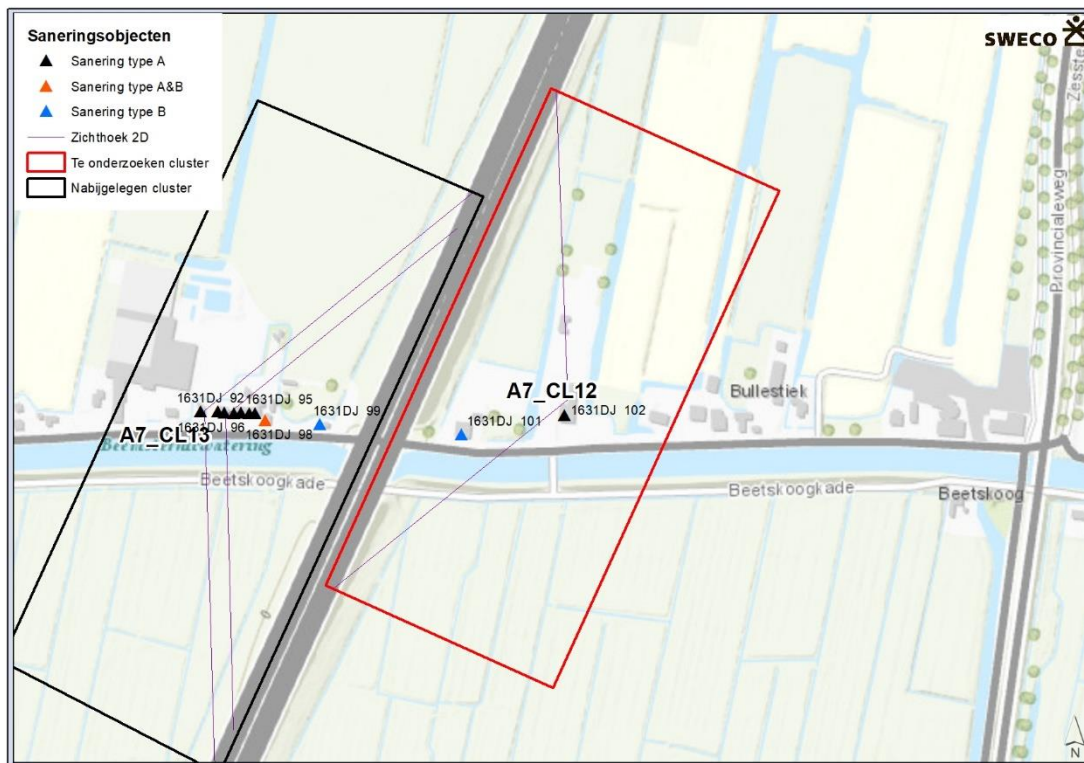 Saneringsobjecten
Sanering type A
Sanering type A&B
Sanering type B
Zichthoek 2D
Te onderzoeken cluster
Nabijgelegen cluster
SWECO
Provincialeweg
A7_CL12
Bullestiek
1631DJ 92
1631DJ 95
1631DJ 99
1631DJ 101
1631DJ 102
A7_CL13
1631DJ 96
1631DJ 98
Beetskoogkade
Beetskoogkade
Beetskoog
N